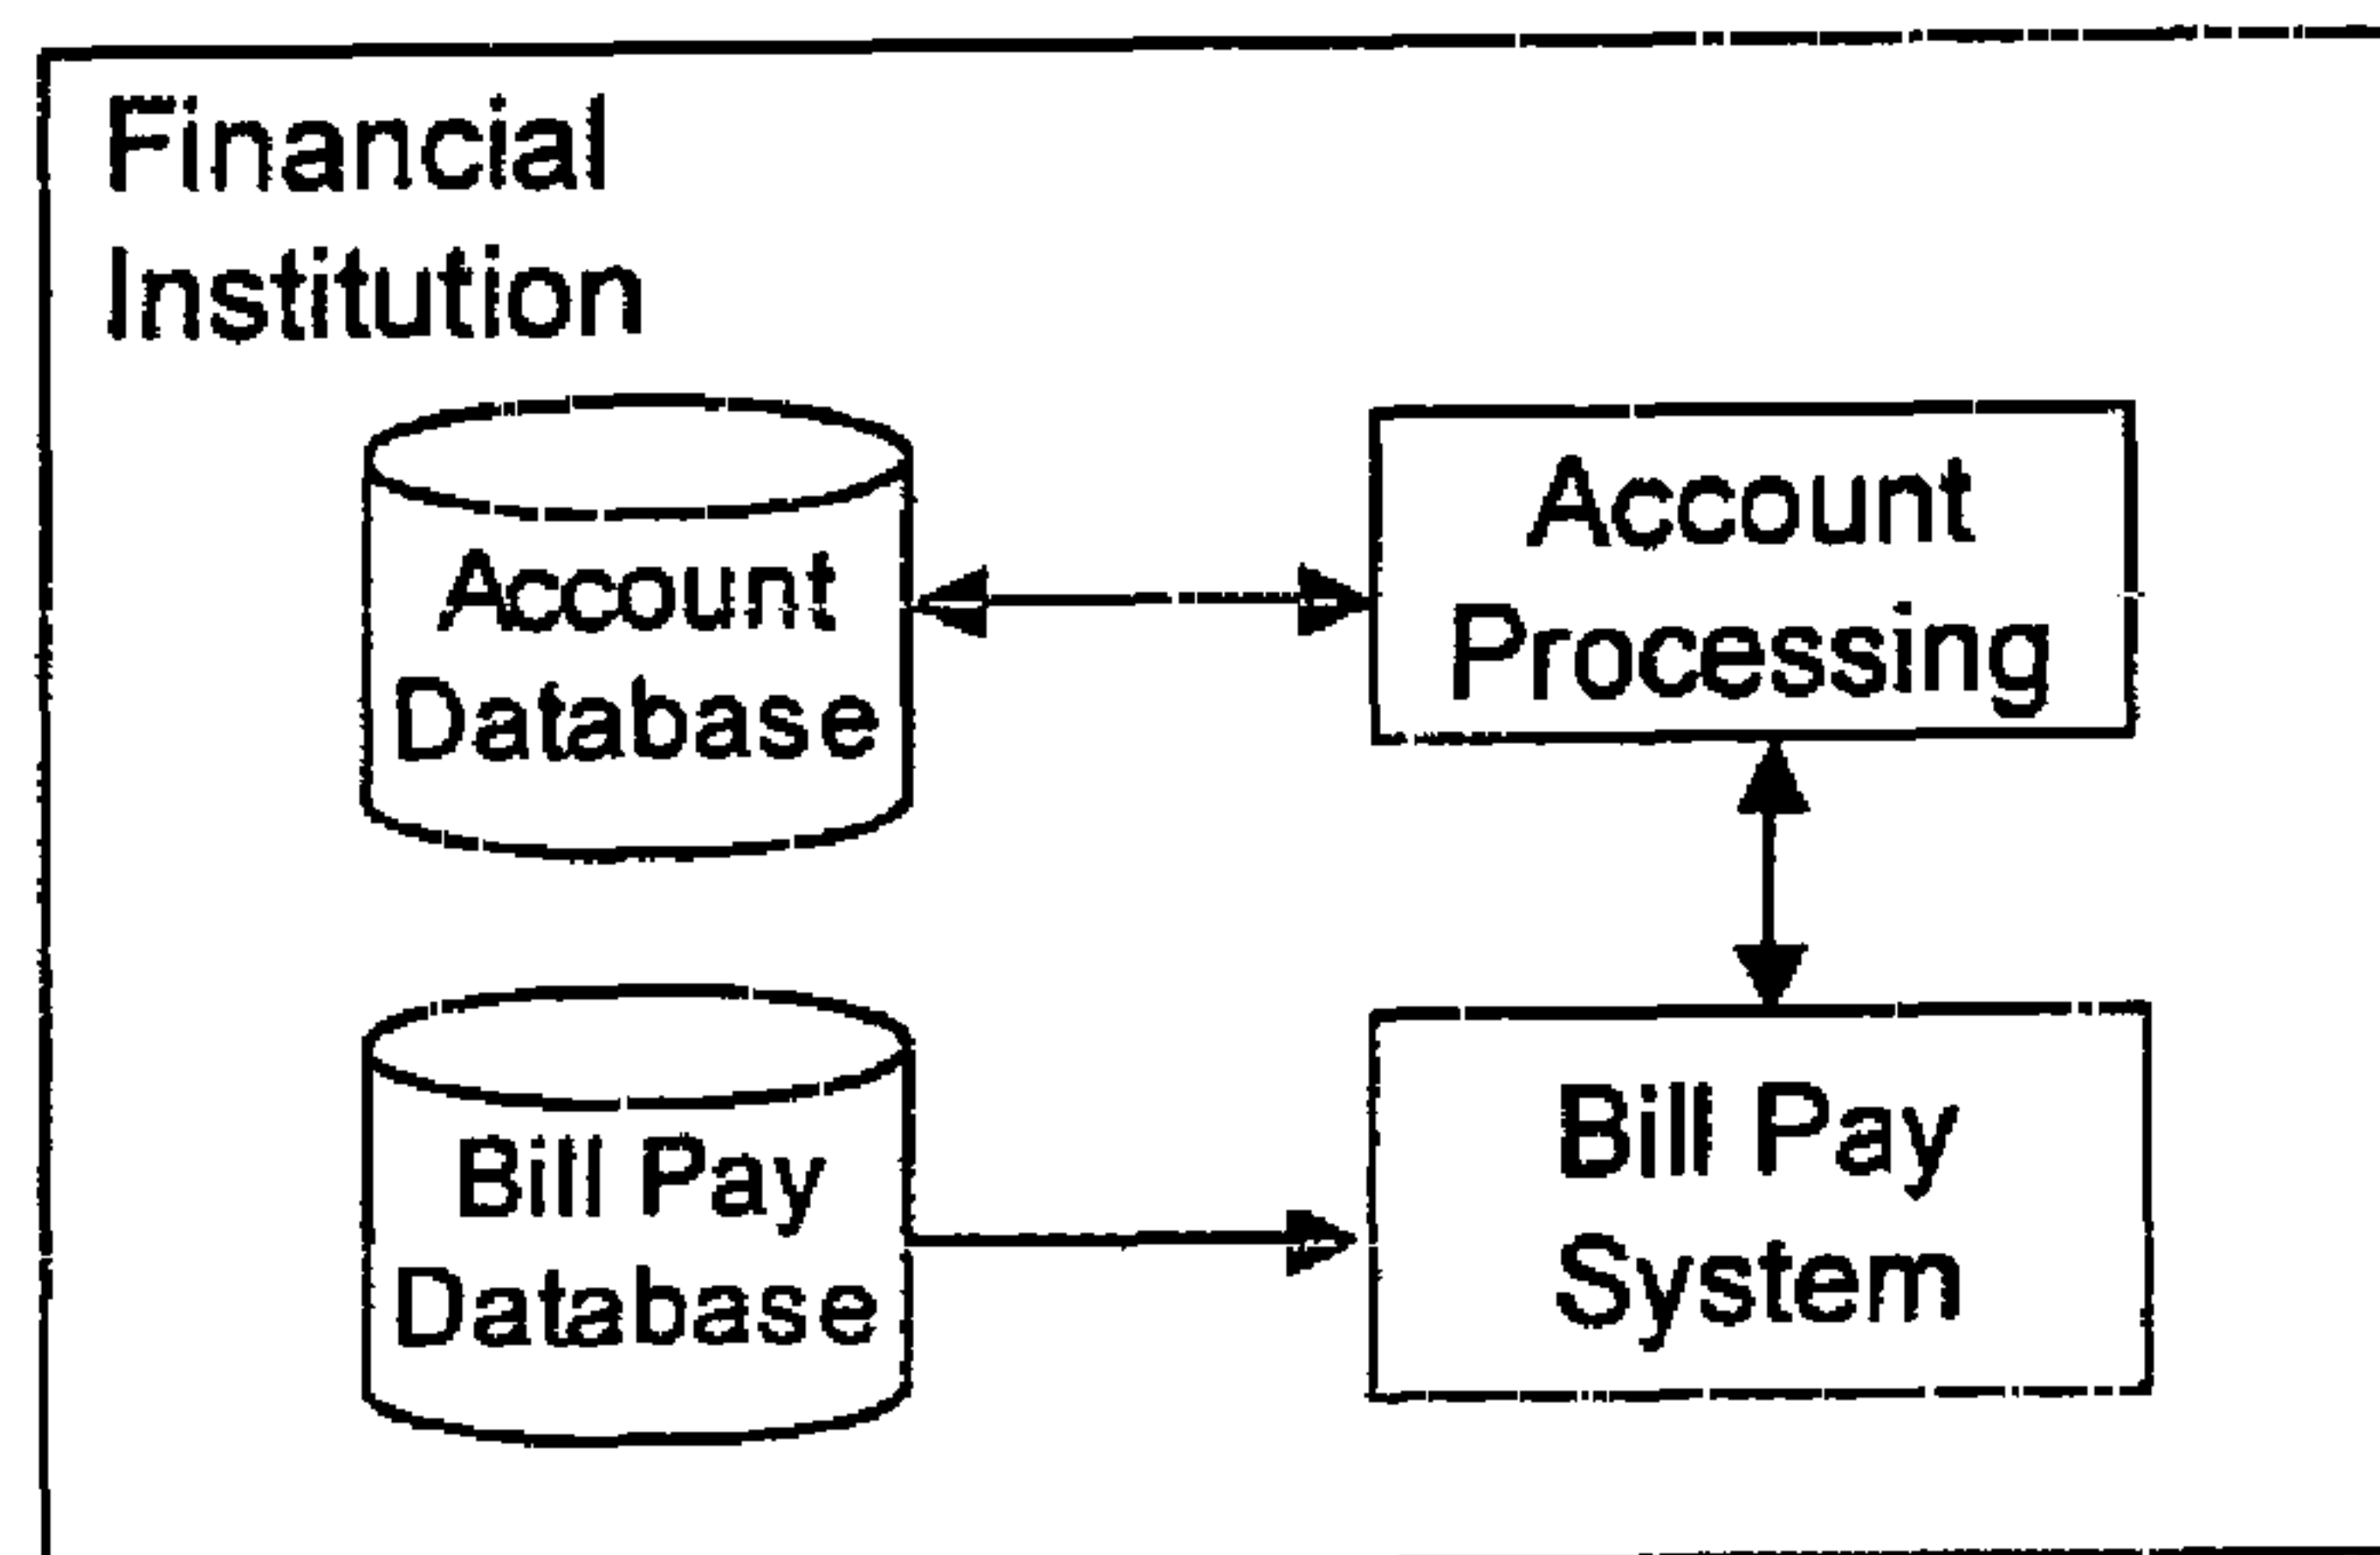 Financial
Institution
Account
Database
Account
Processing
Bill Pay
Database
Bill Pay
System